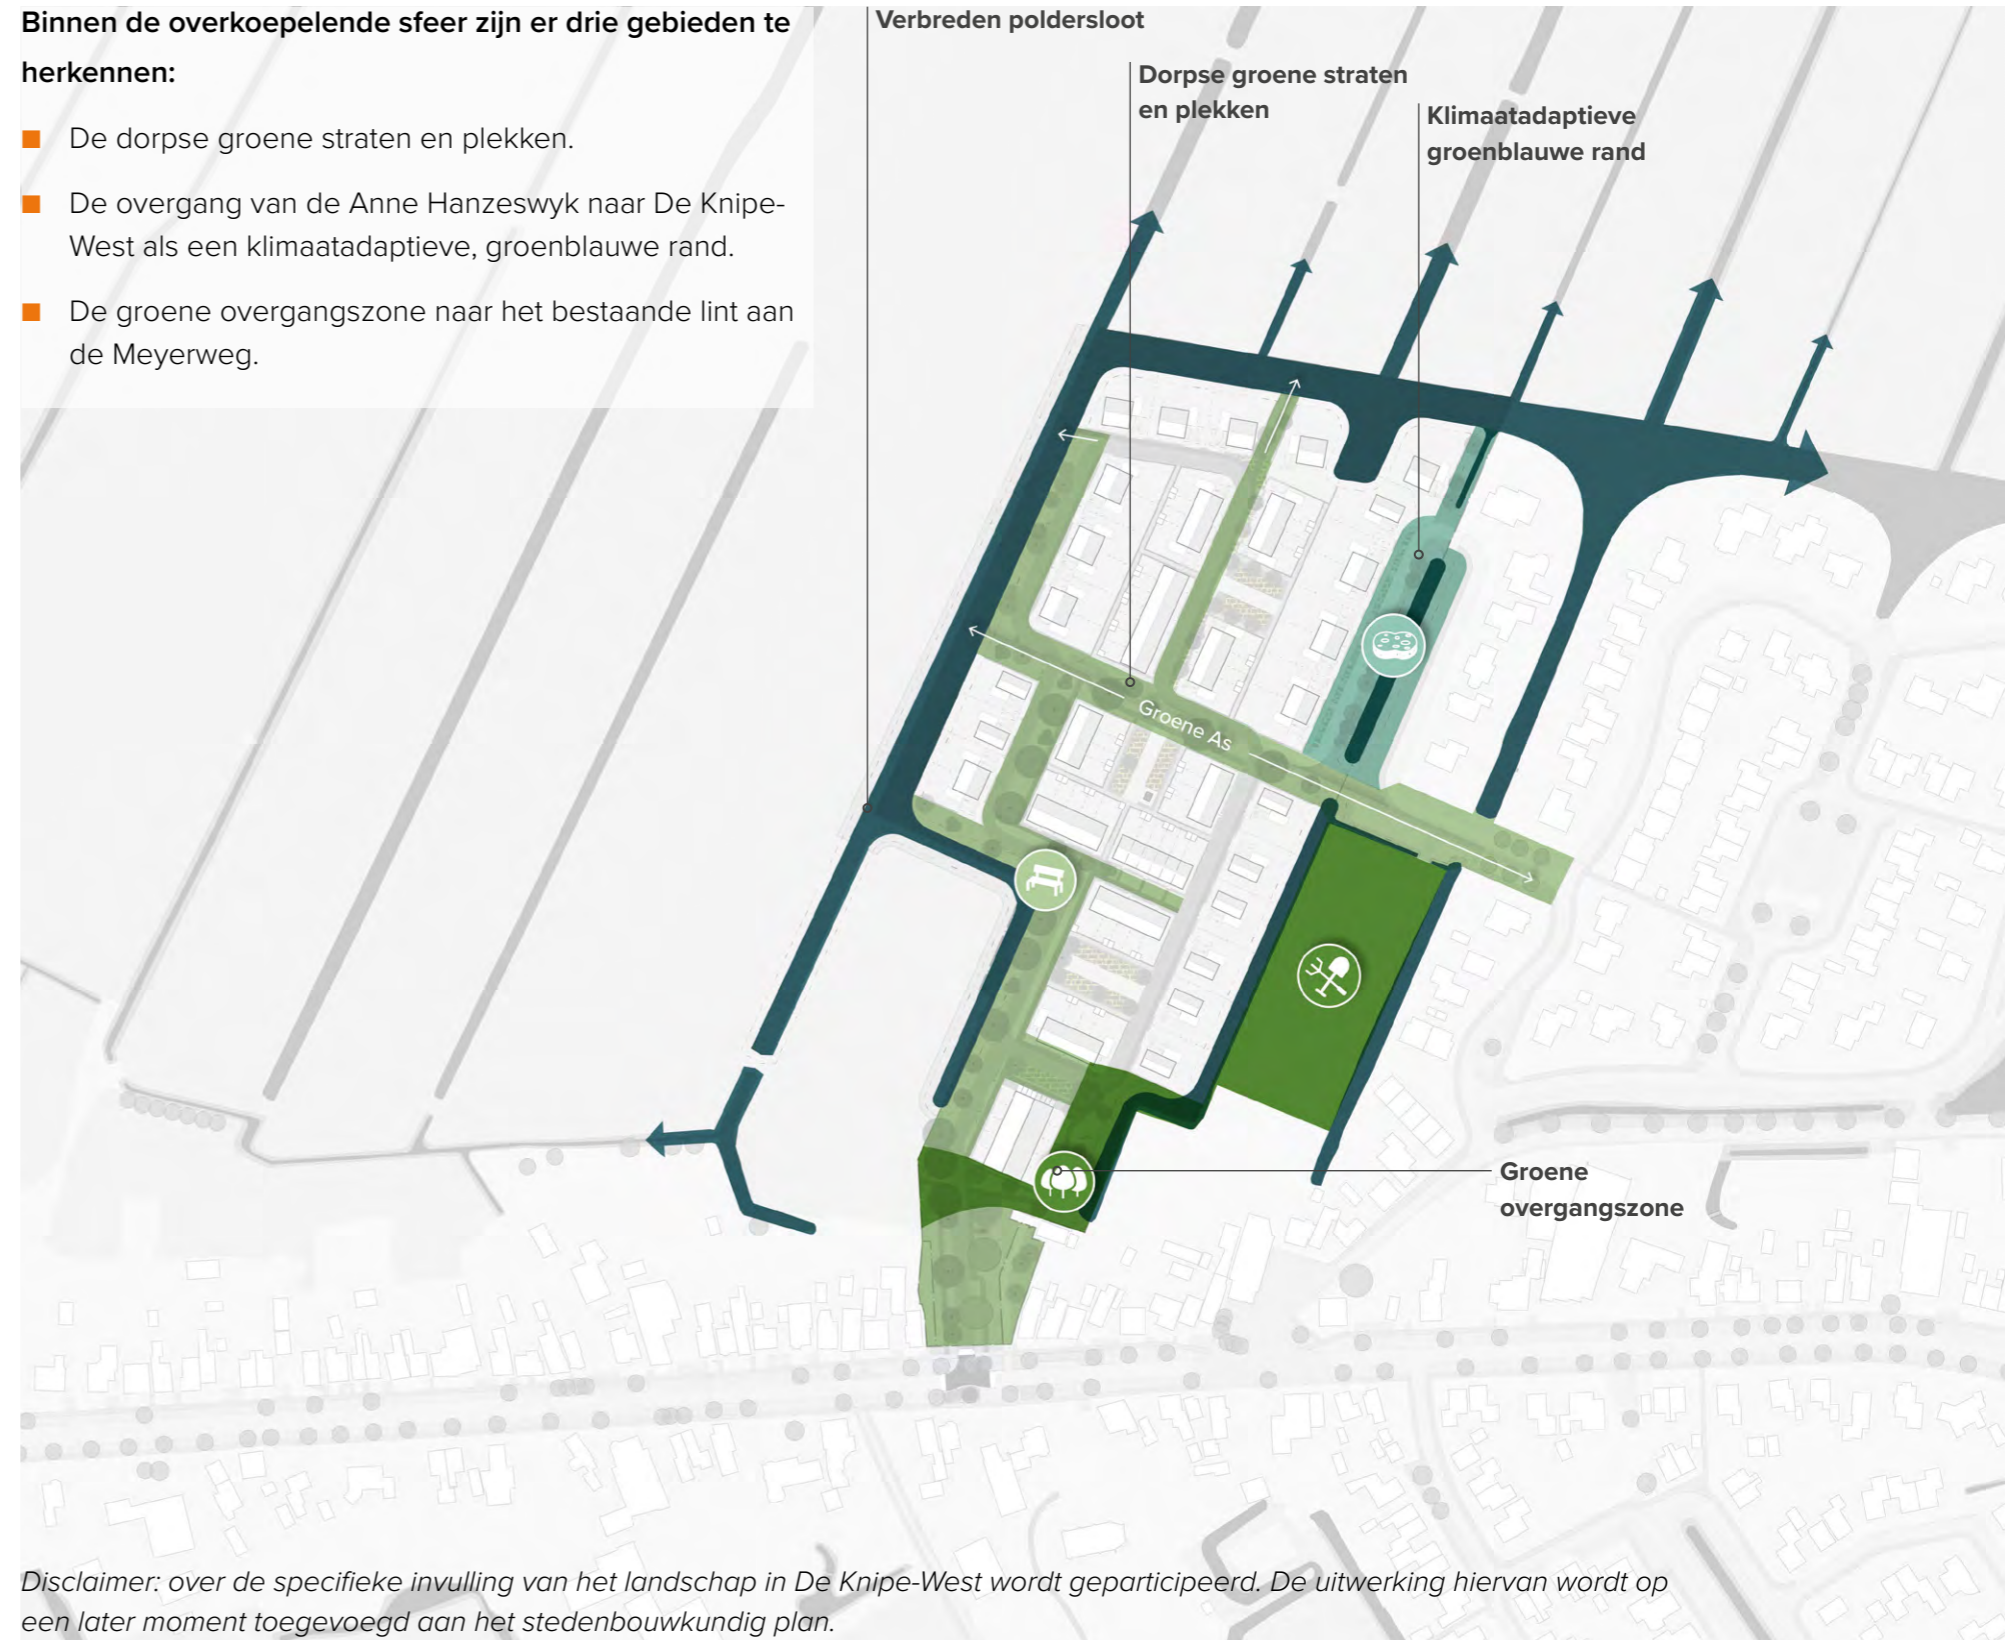 Binnen de overkoepelende sfeer zijn er drie gebieden te
herkennen:
De dorpse groene straten en plekken.
De overgang van de Anne Hanzeswyk naar De Knipe-
West als een klimaatadaptieve, groenblauwe rand.
De groene overgangszone naar het bestaande lint aan
de Meyerweg.
Verbreden poldersloot
Dorpse groene straten
en plekken
Klimaatadaptieve
groenblauwe rand
Groene As
Groene
overgangszone
Disclaimer: over de specifieke invulling van het landschap in De Knipe-West wordt geparticipeerd. De uitwerking hiervan wordt op
een later moment toegevoegd aan het stedenbouwkundig plan.